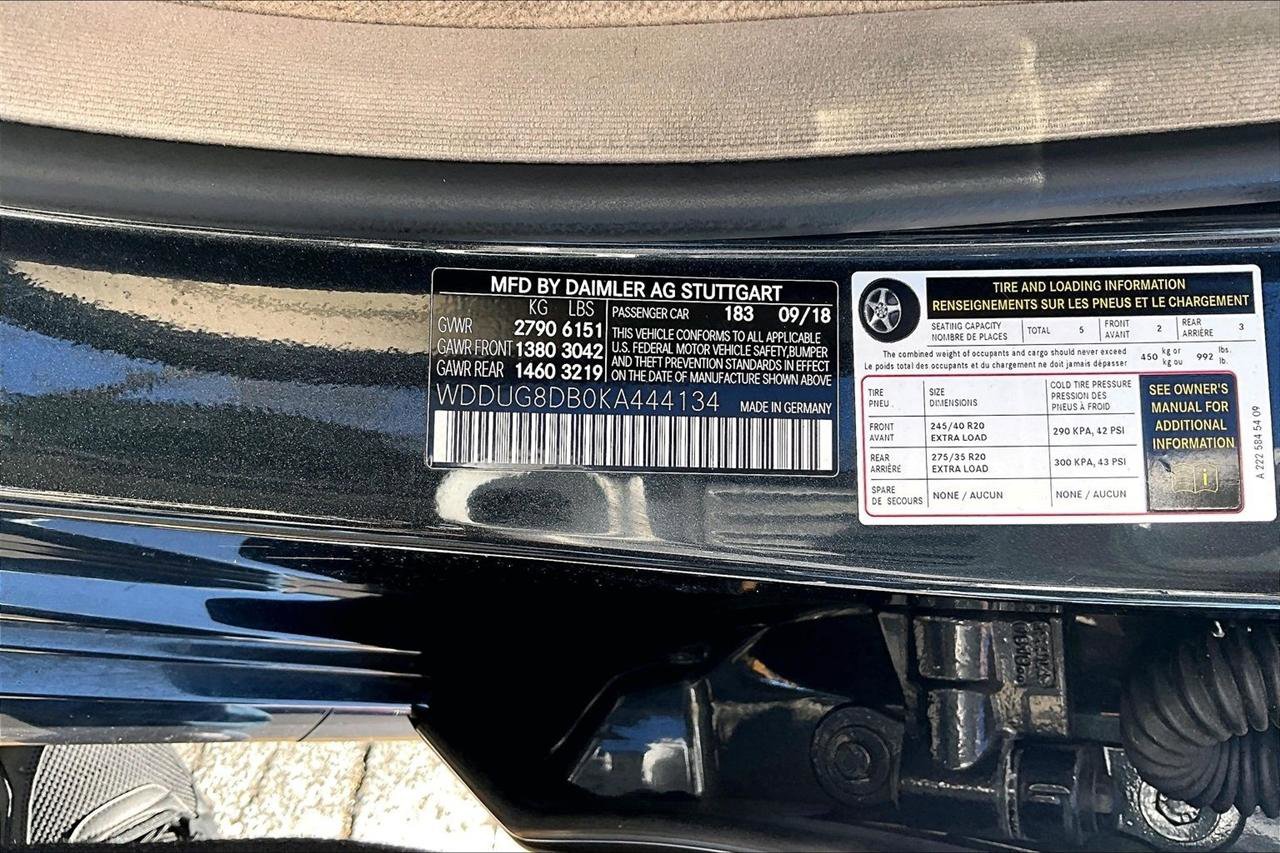 MFD BY DAIMLER AG STUTTGART
KG LBS
GVWR 2790 6151
GAWR FRONT 1380 3042
GAWR REAR 1460 3219
PASSENGER CAR 183 09/18
THIS VEHICLE CONFORMS TO ALL APPLICABLE
U.S. FEDERAL MOTOR VEHICLE SAFETY,BUMPER
AND THEFT PREVENTION STANDARDS IN EFFECT
ON THE DATE OF MANUFACTURE SHOWN ABOVE
WDDUG8DB0KA444134 MADE IN GERMANY
TIRE AND LOADING INFORMATION
RENSEIGNEMENTS SUR LES PNEUS ET LE CHARGEMENT
SEATING CAPACITY
NOMBRE DE PLACES
TOTAL 5
FRONT
AVANT
2
REAR
ARRIÈRE
3
The combined weight of occupants and cargo should never exceed
Le poids total des occupants et du chargement ne doit jamais dépasser
450 kg or
kg ou
992 lbs.
lb.
TIRE
PNEU
SIZE
DIMENSIONS
COLD TIRE PRESSURE
PRESSION DES
PNEUS À FROID
FRONT
AVANT
245/40 R20
EXTRA LOAD
290 KPA, 42 PSI
REAR
ARRIÈRE
275/35 R20
EXTRA LOAD
300 KPA, 43 PSI
SPARE
DE SECOURS
NONE / AUCUN
NONE / AUCUN
SEE OWNER'S
MANUAL FOR
ADDITIONAL
INFORMATION
i
A 222 584 54 09